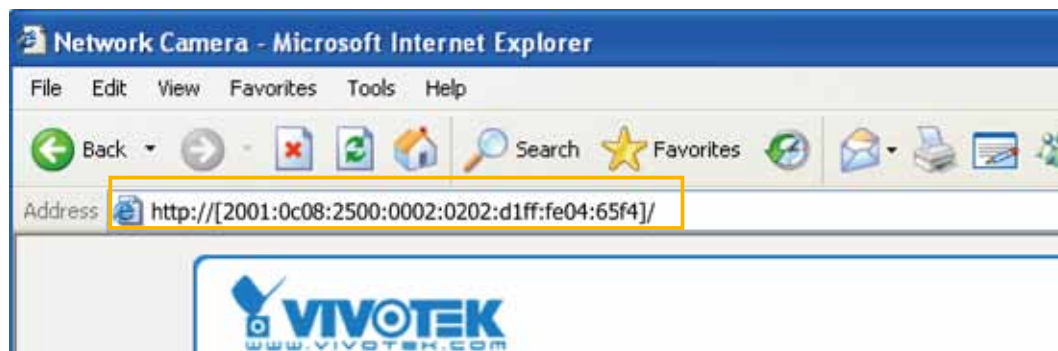 Network Camera - Microsoft Internet Explorer
File Edit View Favorites Tools Help
Back Search Favorites
Address http://[2001:0c08:2500:0002:0202:d1ff:fe04:65f4]/
VIVOTEK
WWW.VIVOTEK.COM